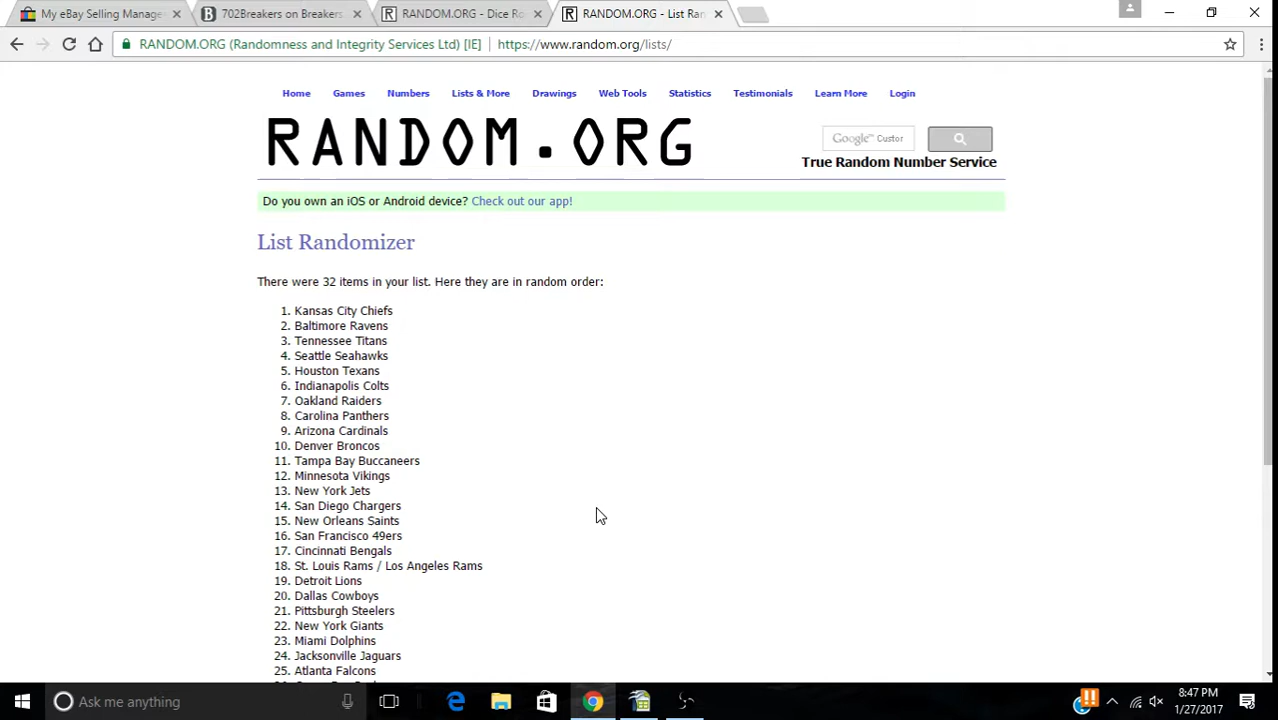 My eBay Selling Manage
702Breakers on Breakers
RANDOM.ORG - Dice Ro
RANDOM.ORG - List Ran
RANDOM.ORG (Randomness and Integrity Services Ltd) [IE]
https://www.random.org/lists/
Home Games Numbers Lists & More Drawings Web Tools Statistics Testimonials Learn More Login
RANDOM.ORG
Google™ Custor
True Random Number Service
Do you own an iOS or Android device? Check out our app!
List Randomizer
There were 32 items in your list. Here they are in random order:
1. Kansas City Chiefs
2. Baltimore Ravens
3. Tennessee Titans
4. Seattle Seahawks
5. Houston Texans
6. Indianapolis Colts
7. Oakland Raiders
8. Carolina Panthers
9. Arizona Cardinals
10. Denver Broncos
11. Tampa Bay Buccaneers
12. Minnesota Vikings
13. New York Jets
14. San Diego Chargers
15. New Orleans Saints
16. San Francisco 49ers
17. Cincinnati Bengals
18. St. Louis Rams / Los Angeles Rams
19. Detroit Lions
20. Dallas Cowboys
21. Pittsburgh Steelers
22. New York Giants
23. Miami Dolphins
24. Jacksonville Jaguars
25. Atlanta Falcons
Ask me anything
8:47 PM
1/27/2017